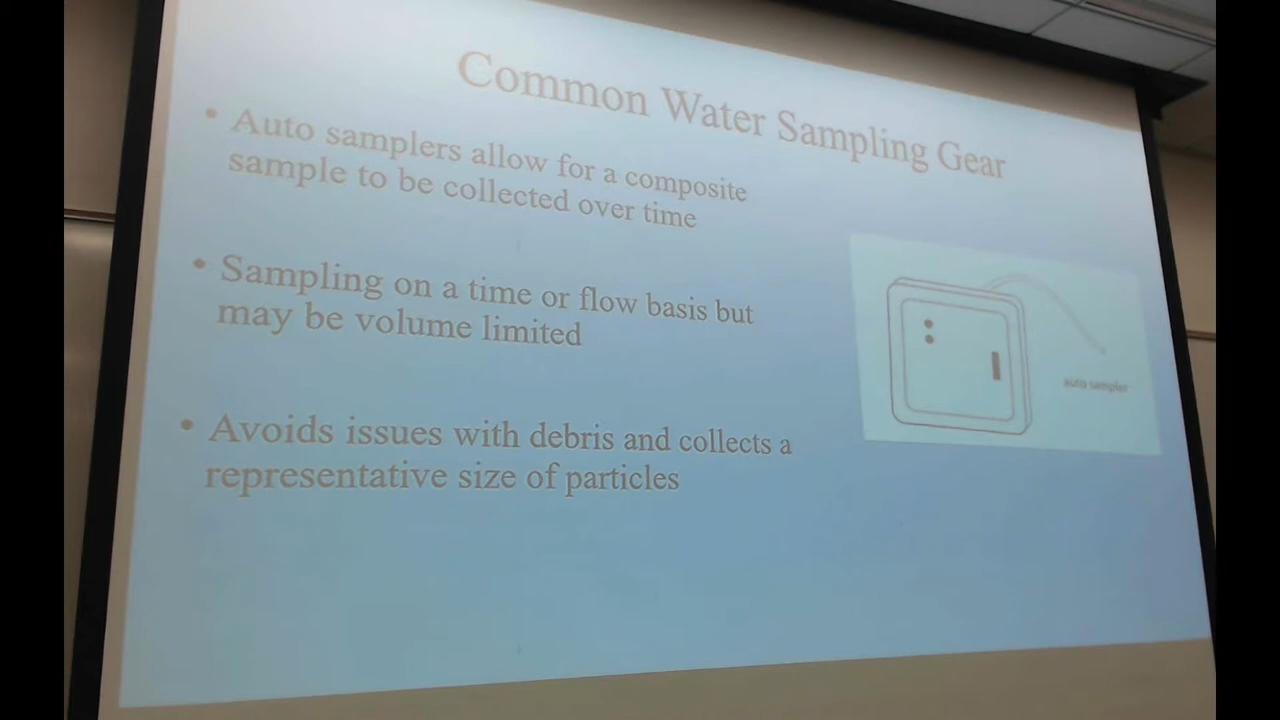 Common Water Sampling Gear
• Auto samplers allow for a composite
sample to be collected over time
• Sampling on a time or flow basis but
may be volume limited
• Avoids issues with debris and collects a
representative size of particles
auto sampler